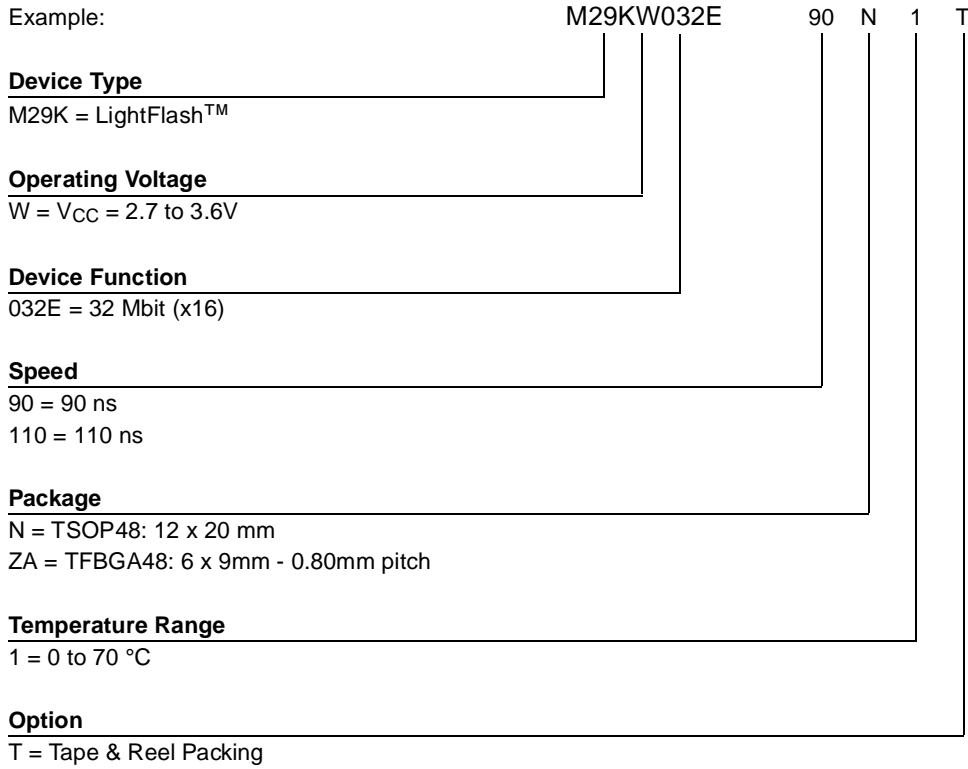 Example: M29KW032E 90 N 1 T
Device Type
M29K = LightFlash™
Operating Voltage
W = VCC = 2.7 to 3.6V
Device Function
032E = 32 Mbit (x16)
Speed
90 = 90 ns
110 = 110 ns
Package
N = TSOP48: 12 x 20 mm
ZA = TFBGA48: 6 x 9mm - 0.80mm pitch
Temperature Range
1 = 0 to 70 °C
Option
T = Tape & Reel Packing